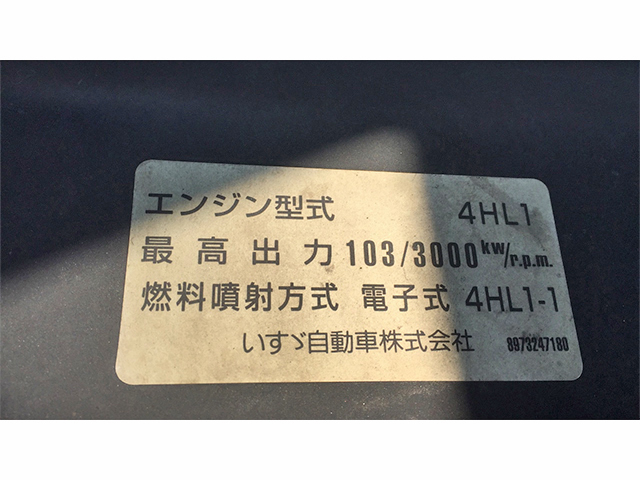 エンジン型式 4HL1
最高出力 103/3000 kw/r.p.m.
燃料噴射方式 電子式 4HL1-1
いすゞ自動車株式会社 8973247180